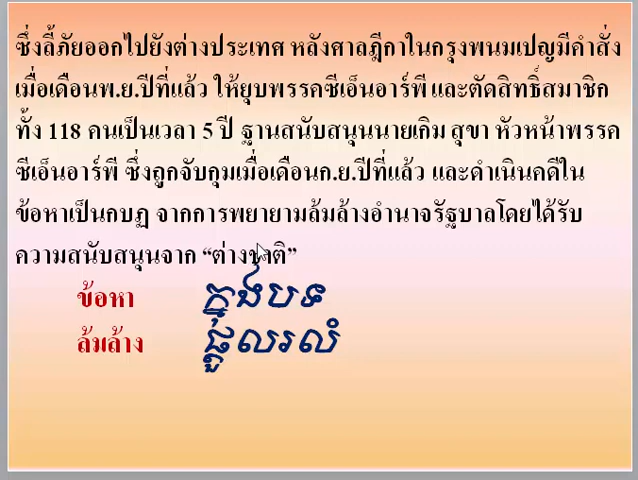 ซึ่งลี้ภัยออกไปยังต่างประเทศ หลังศาลฎีกาในกรุงพนมเปญมีคำสั่ง
เมื่อเดือนพ.ย.ปีที่แล้ว ให้ยุบพรรคซีเอ็นอาร์พี และตัดสิทธิ์สมาชิก
ทั้ง 118 คนเป็นเวลา 5 ปี ฐานสนับสนุนนายเกิม สุขา หัวหน้าพรรค
ซีเอ็นอาร์พี ซึ่งถูกจับกุมเมื่อเดือนก.ย.ปีที่แล้ว และดำเนินคดีใน
ข้อหาเป็นกบฏ จากการพยายามล้มล้างอำนาจรัฐบาลโดยได้รับ
ความสนับสนุนจาก “ต่างชาติ”
ข้อหา ក្នុងបទ
ล้มล้าง ផ្តួលរលំ